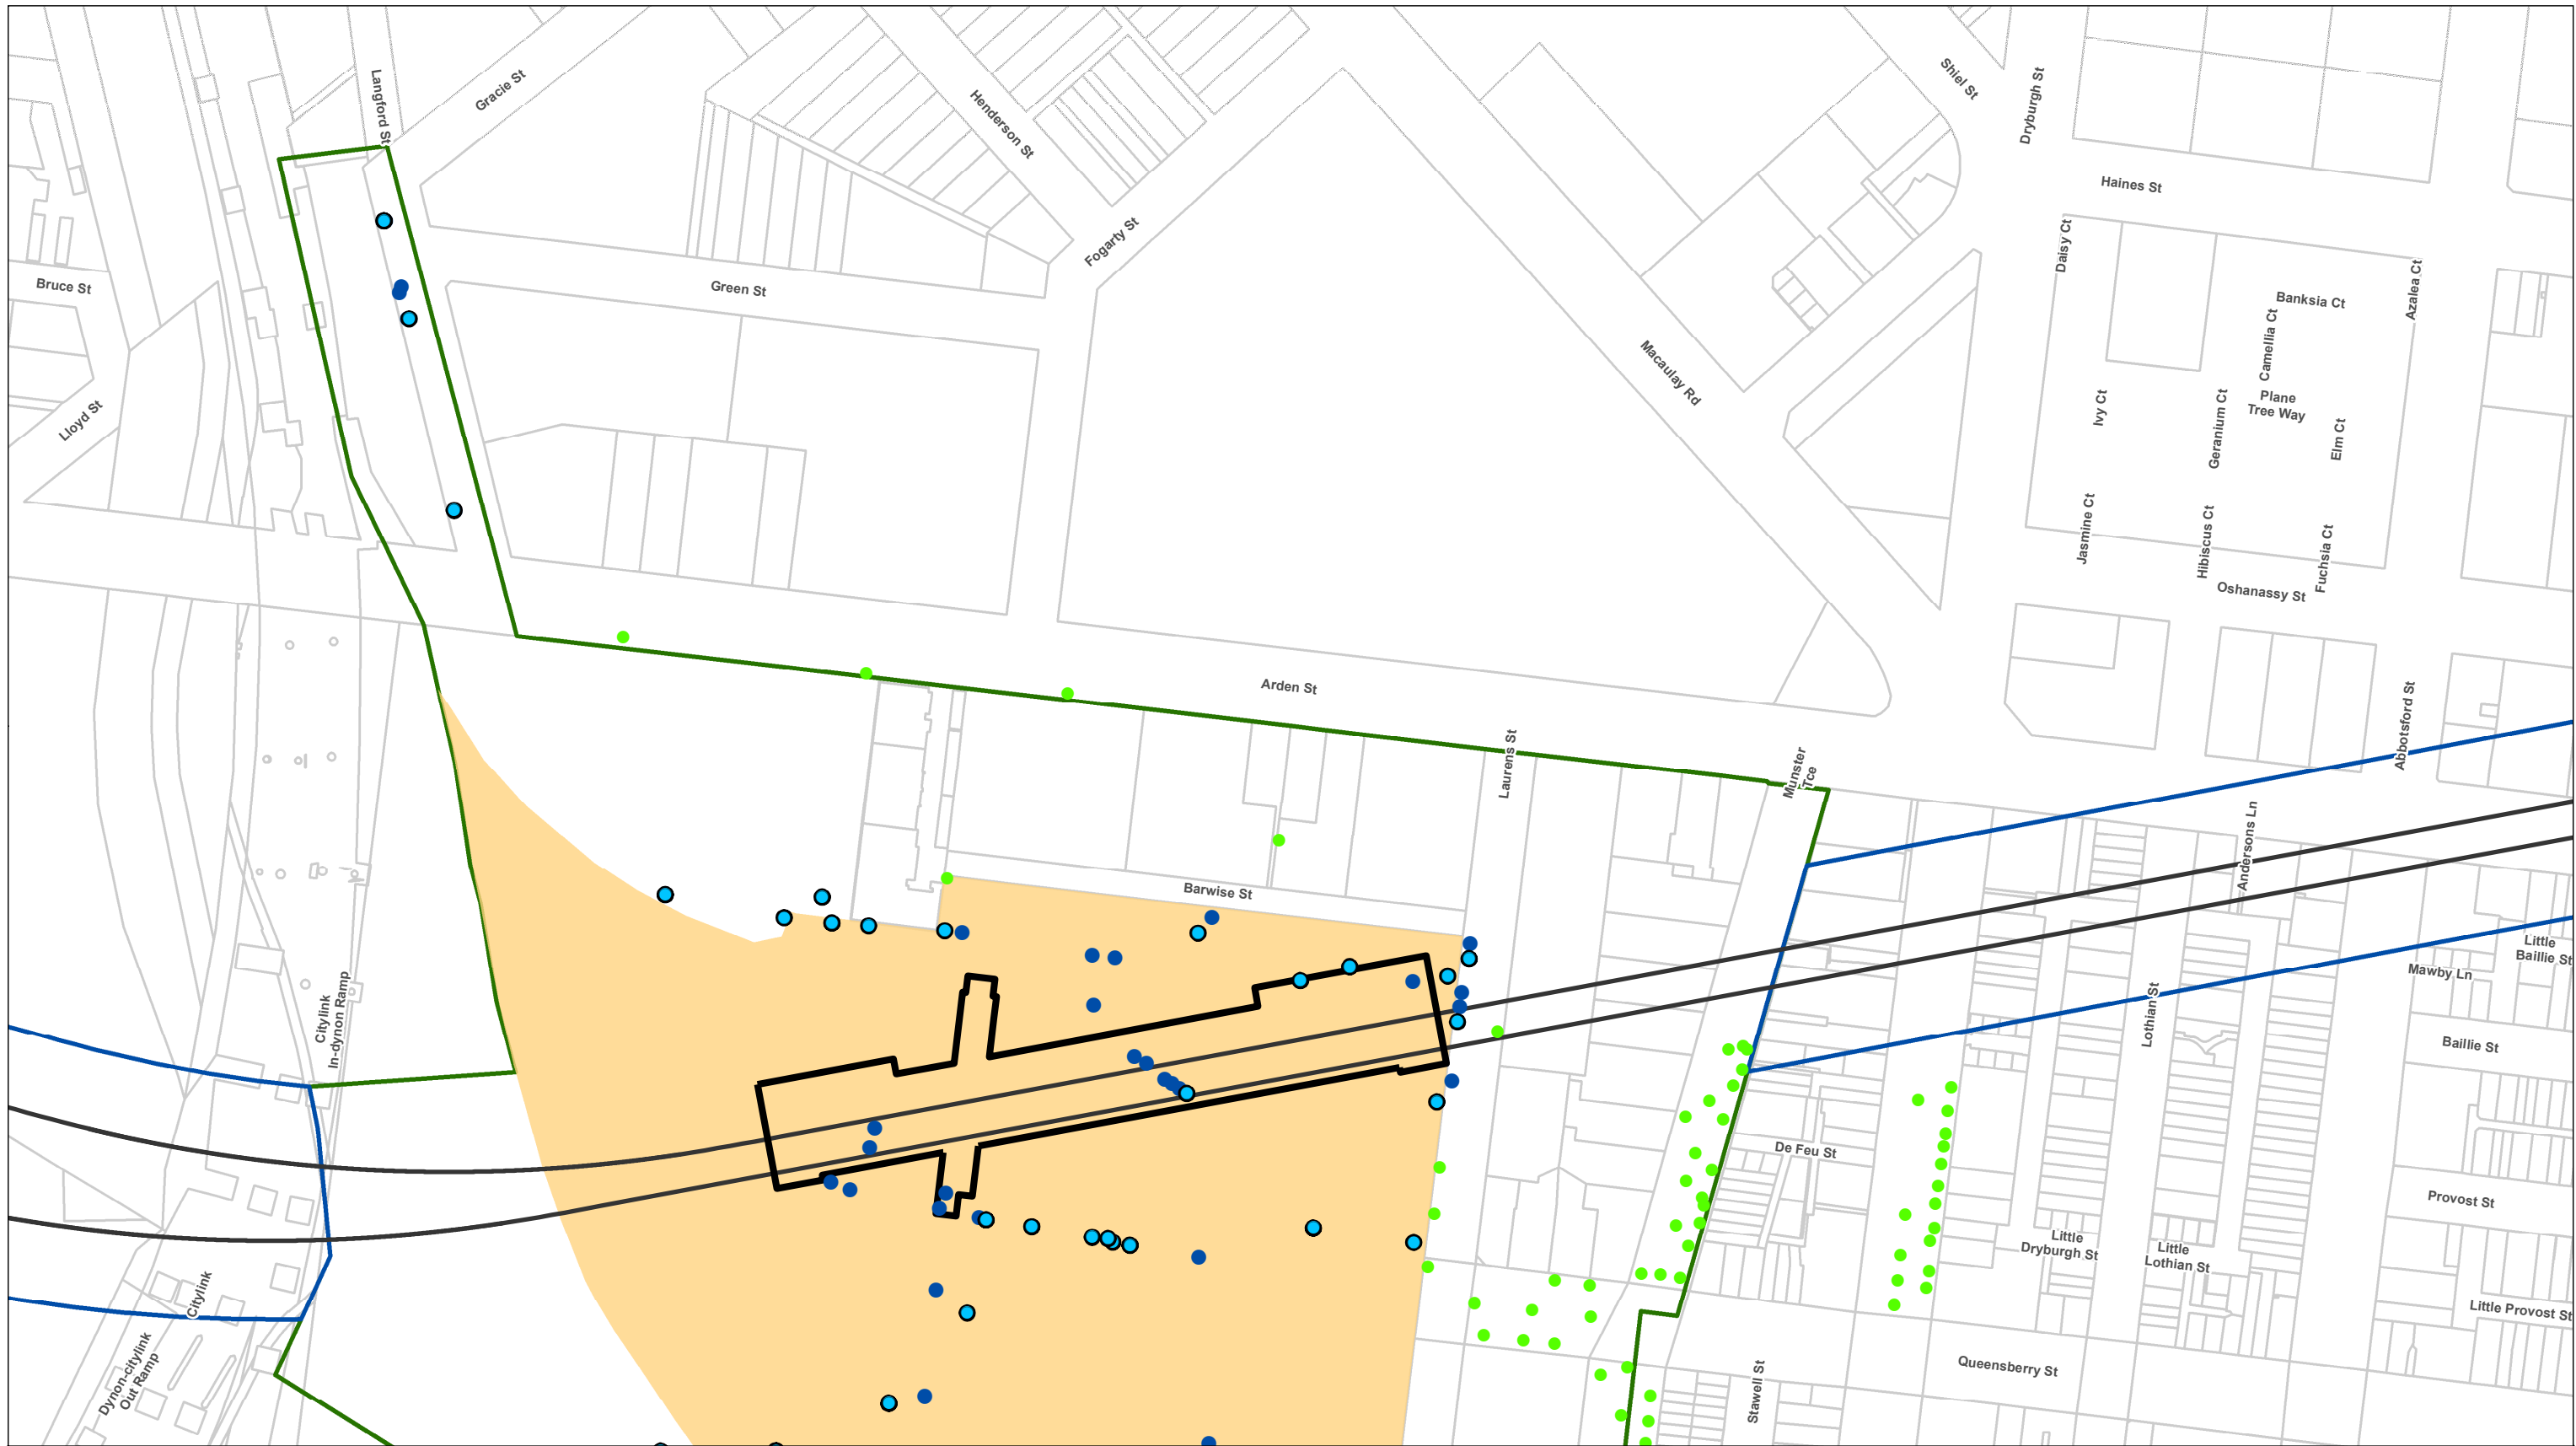 Langford St
Gracie St
Henderson St
Shiel St
Dryburgh St
Haines St
Fogarty St
Daisy Ct
Azalea Ct
Bruce St
Green St
Banksia Ct
Camellia Ct
Macaulay Rd
Lloyd St
Ivy Ct
Geranium Ct
Plane
Tree Way
Elm Ct
Jasmine Ct
Hibiscus Ct
Fuchsia Ct
Oshanassy St
Arden St
Laurens St
Munster
Tce
Abbotsford St
Andersons Ln
Barwise St
Little
Baillie St
Mawby Ln
Citylink
In-dynon Ramp
Lothian St
Baillie St
De Feu St
Provost St
Little
Dryburgh St
Little
Lothian St
Citylink
Little Provost St
Dynon-citylink
Out Ramp
Queensberry St
Stawell St